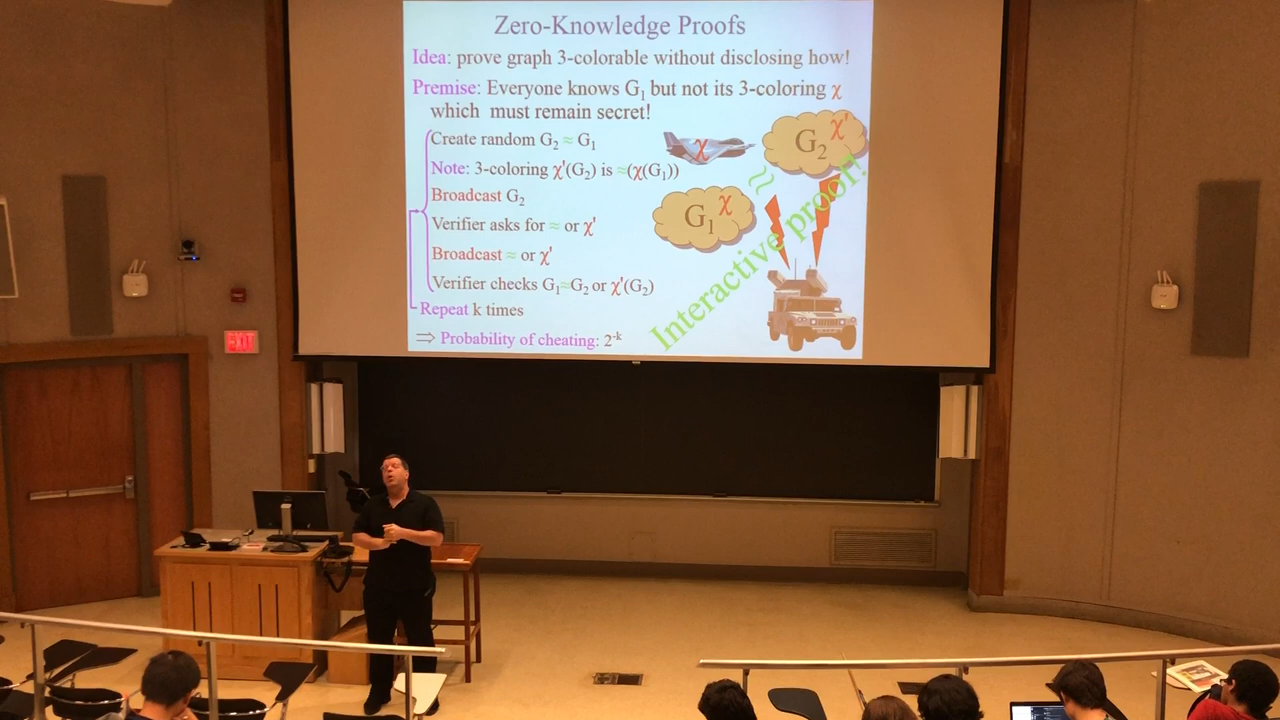 Zero-Knowledge Proofs
Idea: prove graph 3-colorable without disclosing how!
Premise: Everyone knows G₁ but not its 3-coloring χ
which must remain secret!
Create random G₂ ≈ G₁
Note: 3-coloring χ'(G₂) is ≈(χ(G₁))
Broadcast G₂
Verifier asks for ≈ or χ'
Broadcast ≈ or χ'
Verifier checks G₁≈G₂ or χ'(G₂)
Repeat k times
⇒ Probability of cheating: 2⁻ᵏ
χ
G₂ χ'
≈
G₁ χ
Interactive proof!
EXIT